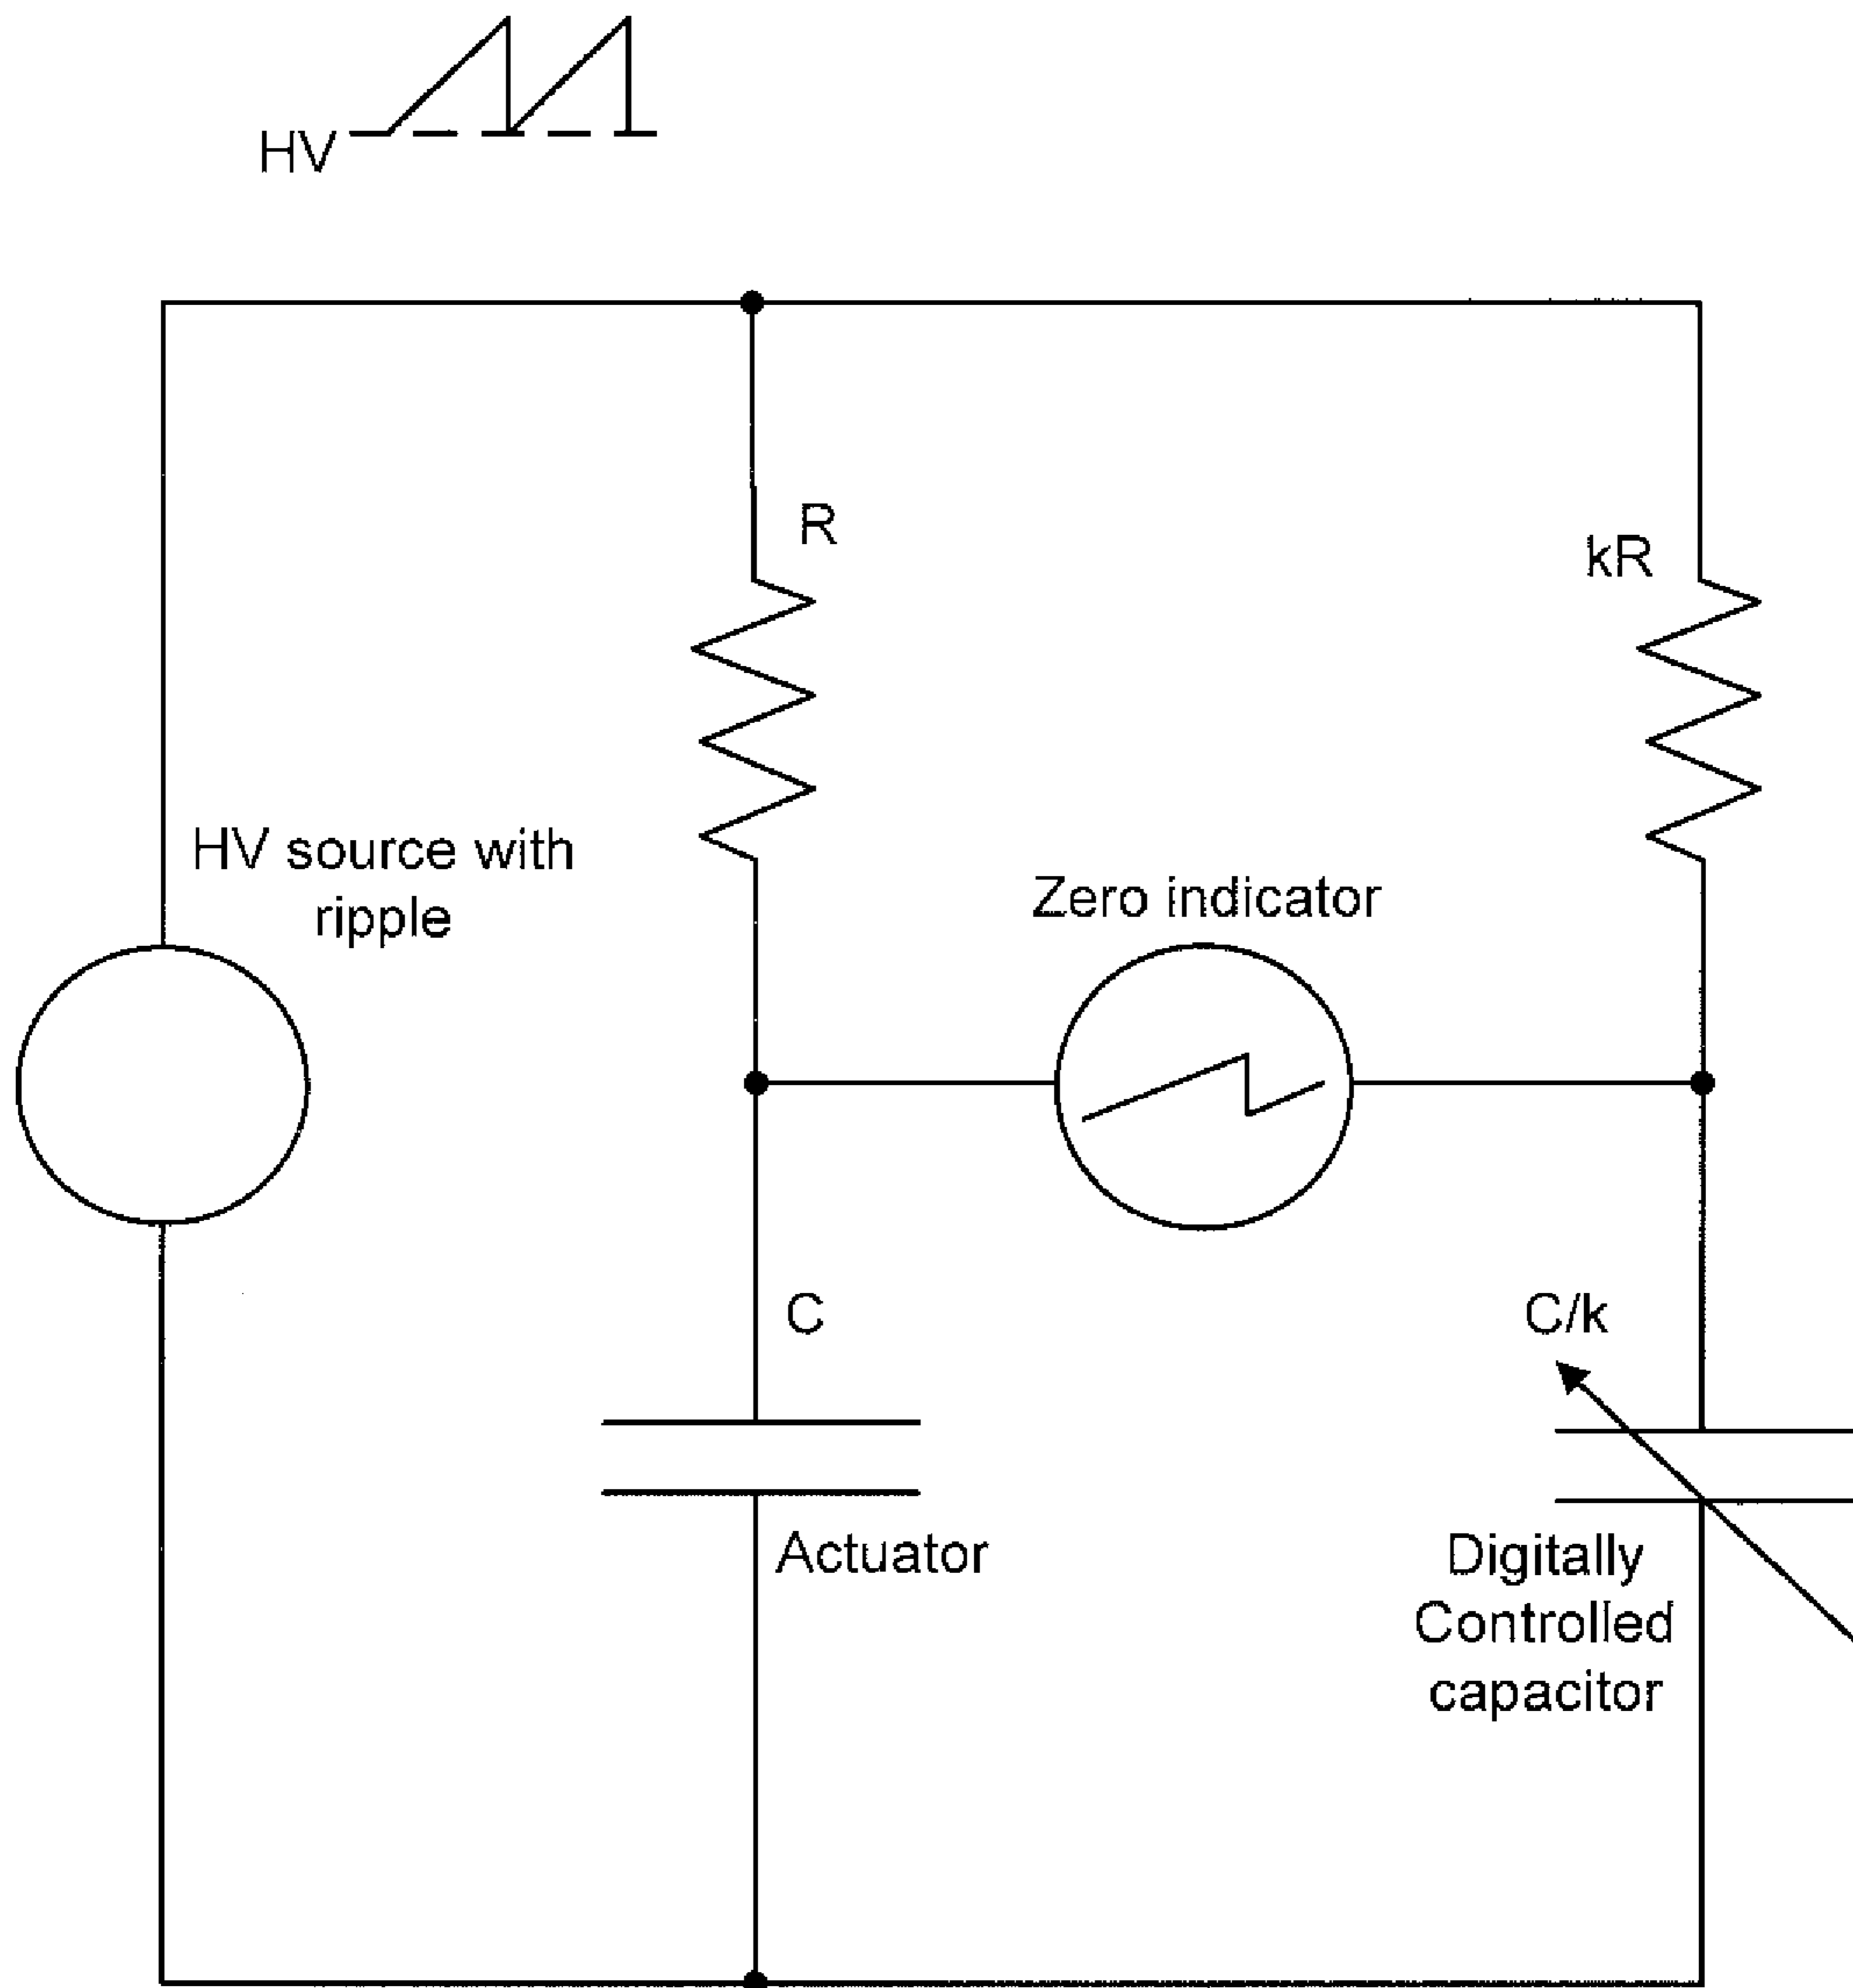 HV
R
kR
HV source with
ripple
Zero indicator
C
C/k
Actuator
Digitally
Controlled
capacitor